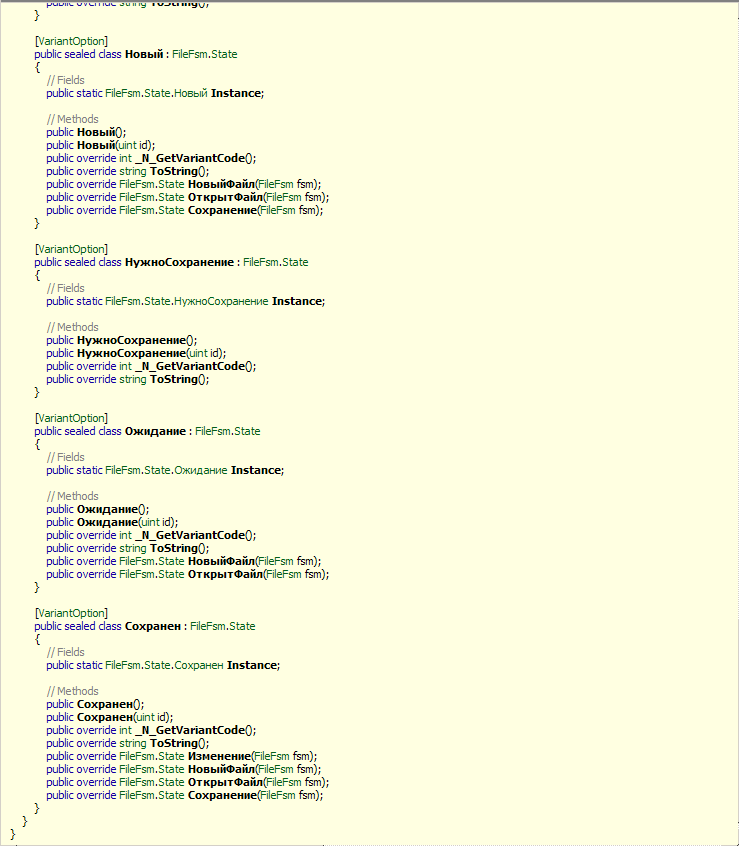 public override string ToString();
}
[VariantOption]
public sealed class Новый : FileFsm.State
{
// Fields
public static FileFsm.State.Новый Instance;
// Methods
public Новый();
public Новый(uint id);
public override int _N_GetVariantCode();
public override string ToString();
public override FileFsm.State НовыйФайл(FileFsm fsm);
public override FileFsm.State ОткрытФайл(FileFsm fsm);
public override FileFsm.State Сохранение(FileFsm fsm);
}
[VariantOption]
public sealed class НужноСохранение : FileFsm.State
{
// Fields
public static FileFsm.State.НужноСохранение Instance;
// Methods
public НужноСохранение();
public НужноСохранение(uint id);
public override int _N_GetVariantCode();
public override string ToString();
}
[VariantOption]
public sealed class Ожидание : FileFsm.State
{
// Fields
public static FileFsm.State.Ожидание Instance;
// Methods
public Ожидание();
public Ожидание(uint id);
public override int _N_GetVariantCode();
public override string ToString();
public override FileFsm.State НовыйФайл(FileFsm fsm);
public override FileFsm.State ОткрытФайл(FileFsm fsm);
}
[VariantOption]
public sealed class Сохранен : FileFsm.State
{
// Fields
public static FileFsm.State.Сохранен Instance;
// Methods
public Сохранен();
public Сохранен(uint id);
public override int _N_GetVariantCode();
public override string ToString();
public override FileFsm.State Изменение(FileFsm fsm);
public override FileFsm.State НовыйФайл(FileFsm fsm);
public override FileFsm.State ОткрытФайл(FileFsm fsm);
public override FileFsm.State Сохранение(FileFsm fsm);
}
}
}